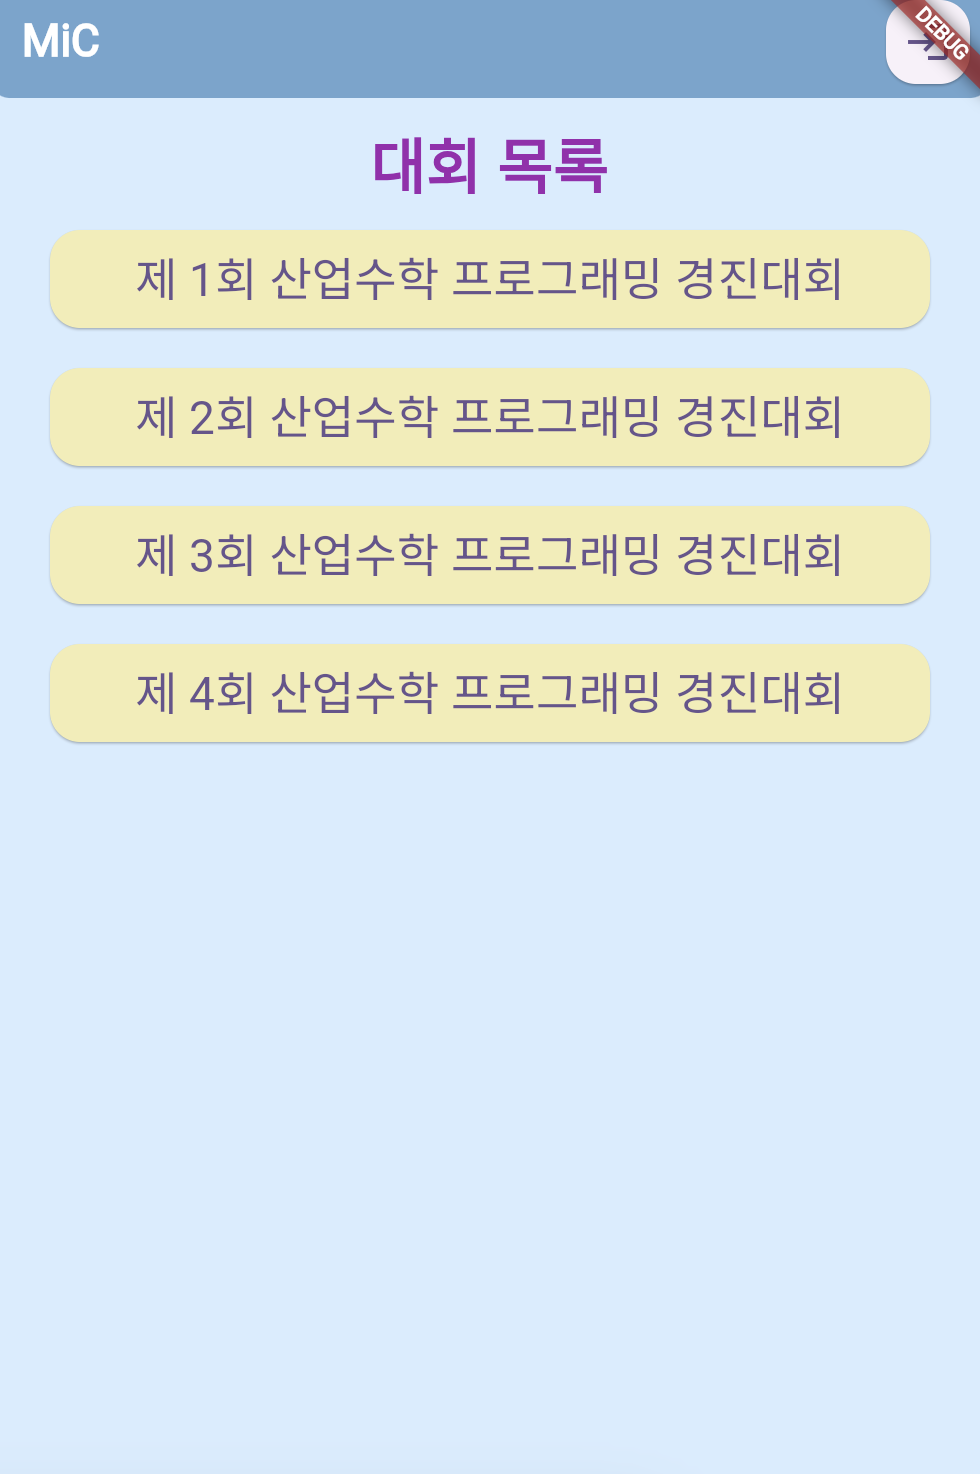 MiC
DEBUG
대회 목록
제 1회 산업수학 프로그래밍 경진대회
제 2회 산업수학 프로그래밍 경진대회
제 3회 산업수학 프로그래밍 경진대회
제 4회 산업수학 프로그래밍 경진대회